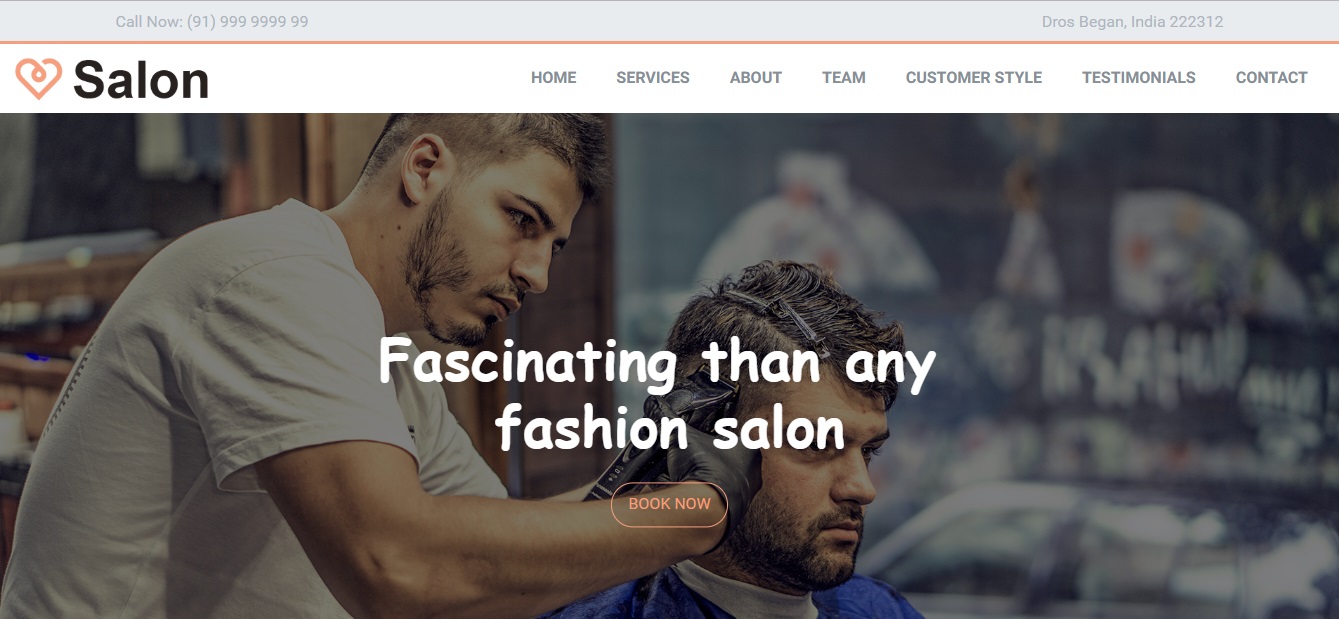 Call Now: (91) 999 9999 99
Dros Began, India 222312
Salon
HOME SERVICES ABOUT TEAM CUSTOMER STYLE TESTIMONIALS CONTACT
Fascinating than any
fashion salon
BOOK NOW